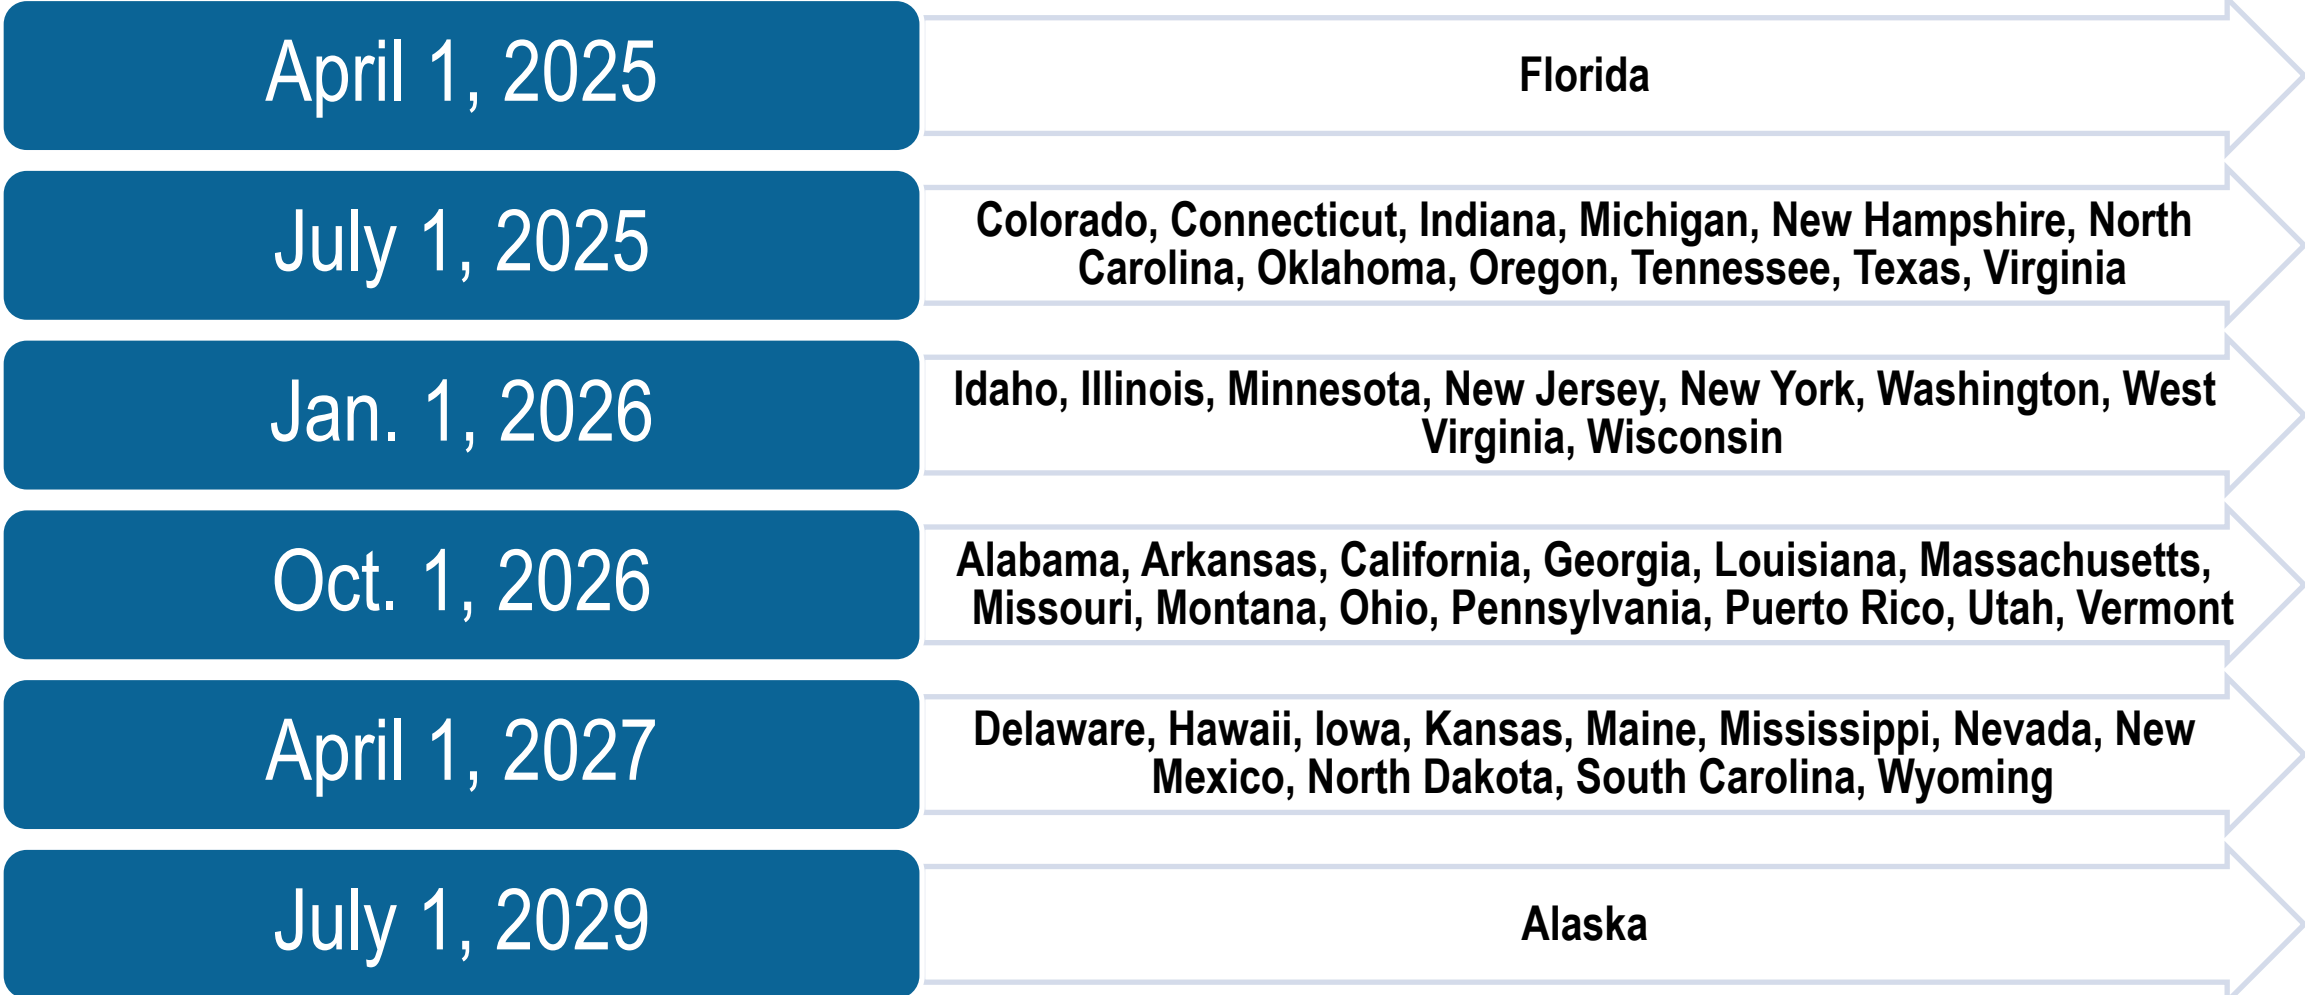 April 1, 2025
Florida
July 1, 2025
Colorado, Connecticut, Indiana, Michigan, New Hampshire, North
Carolina, Oklahoma, Oregon, Tennessee, Texas, Virginia
Jan. 1, 2026
Idaho, Illinois, Minnesota, New Jersey, New York, Washington, West
Virginia, Wisconsin
Oct. 1, 2026
Alabama, Arkansas, California, Georgia, Louisiana, Massachusetts,
Missouri, Montana, Ohio, Pennsylvania, Puerto Rico, Utah, Vermont
April 1, 2027
Delaware, Hawaii, Iowa, Kansas, Maine, Mississippi, Nevada, New
Mexico, North Dakota, South Carolina, Wyoming
July 1, 2029
Alaska